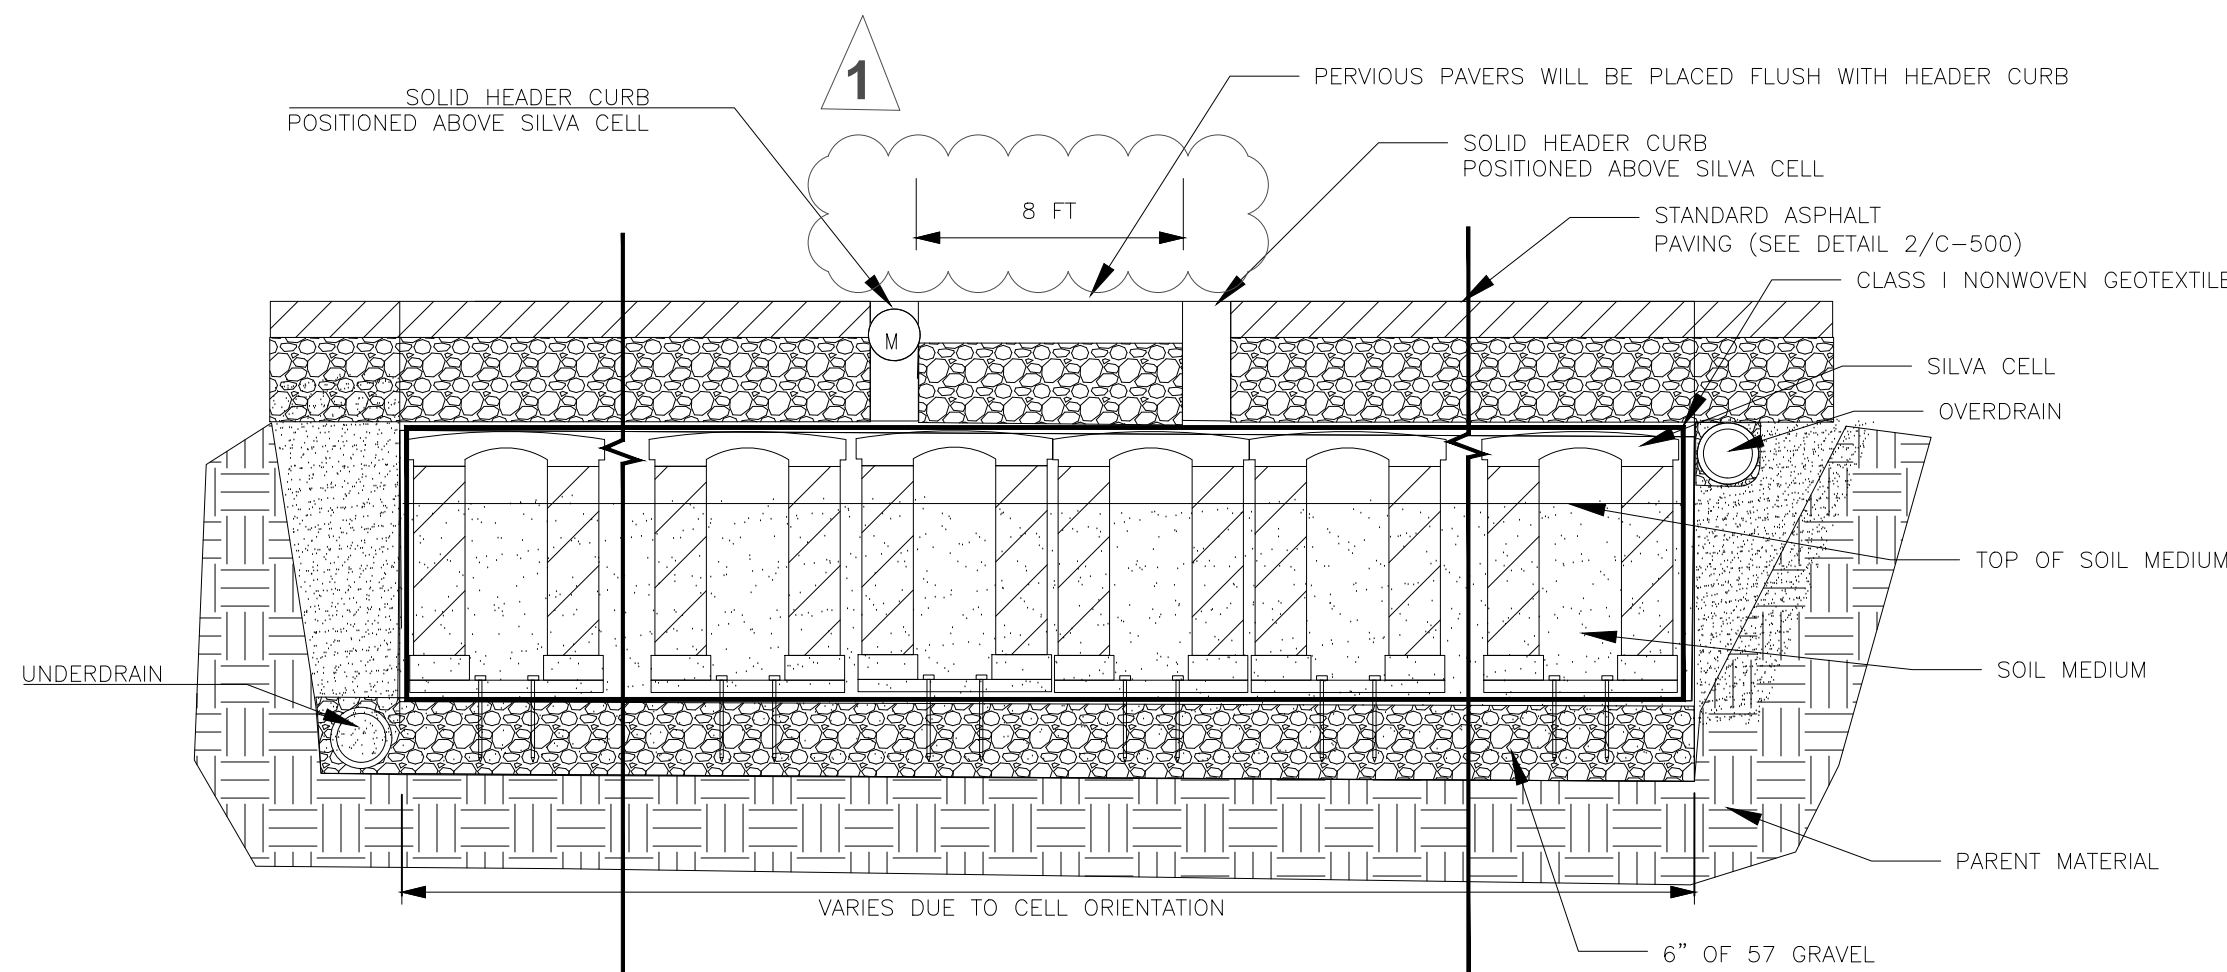 1
PERVIOUS PAVERS WILL BE PLACED FLUSH WITH HEADER CURB
SOLID HEADER CURB
POSITIONED ABOVE SILVA CELL
SOLID HEADER CURB
POSITIONED ABOVE SILVA CELL
8 FT
STANDARD ASPHALT
PAVING (SEE DETAIL 2/C-500)
CLASS I NONWOVEN GEOTEXTILE
M
SILVA CELL
OVERDRAIN
TOP OF SOIL MEDIUM
UNDERDRAIN
SOIL MEDIUM
PARENT MATERIAL
VARIES DUE TO CELL ORIENTATION
6” OF 57 GRAVEL